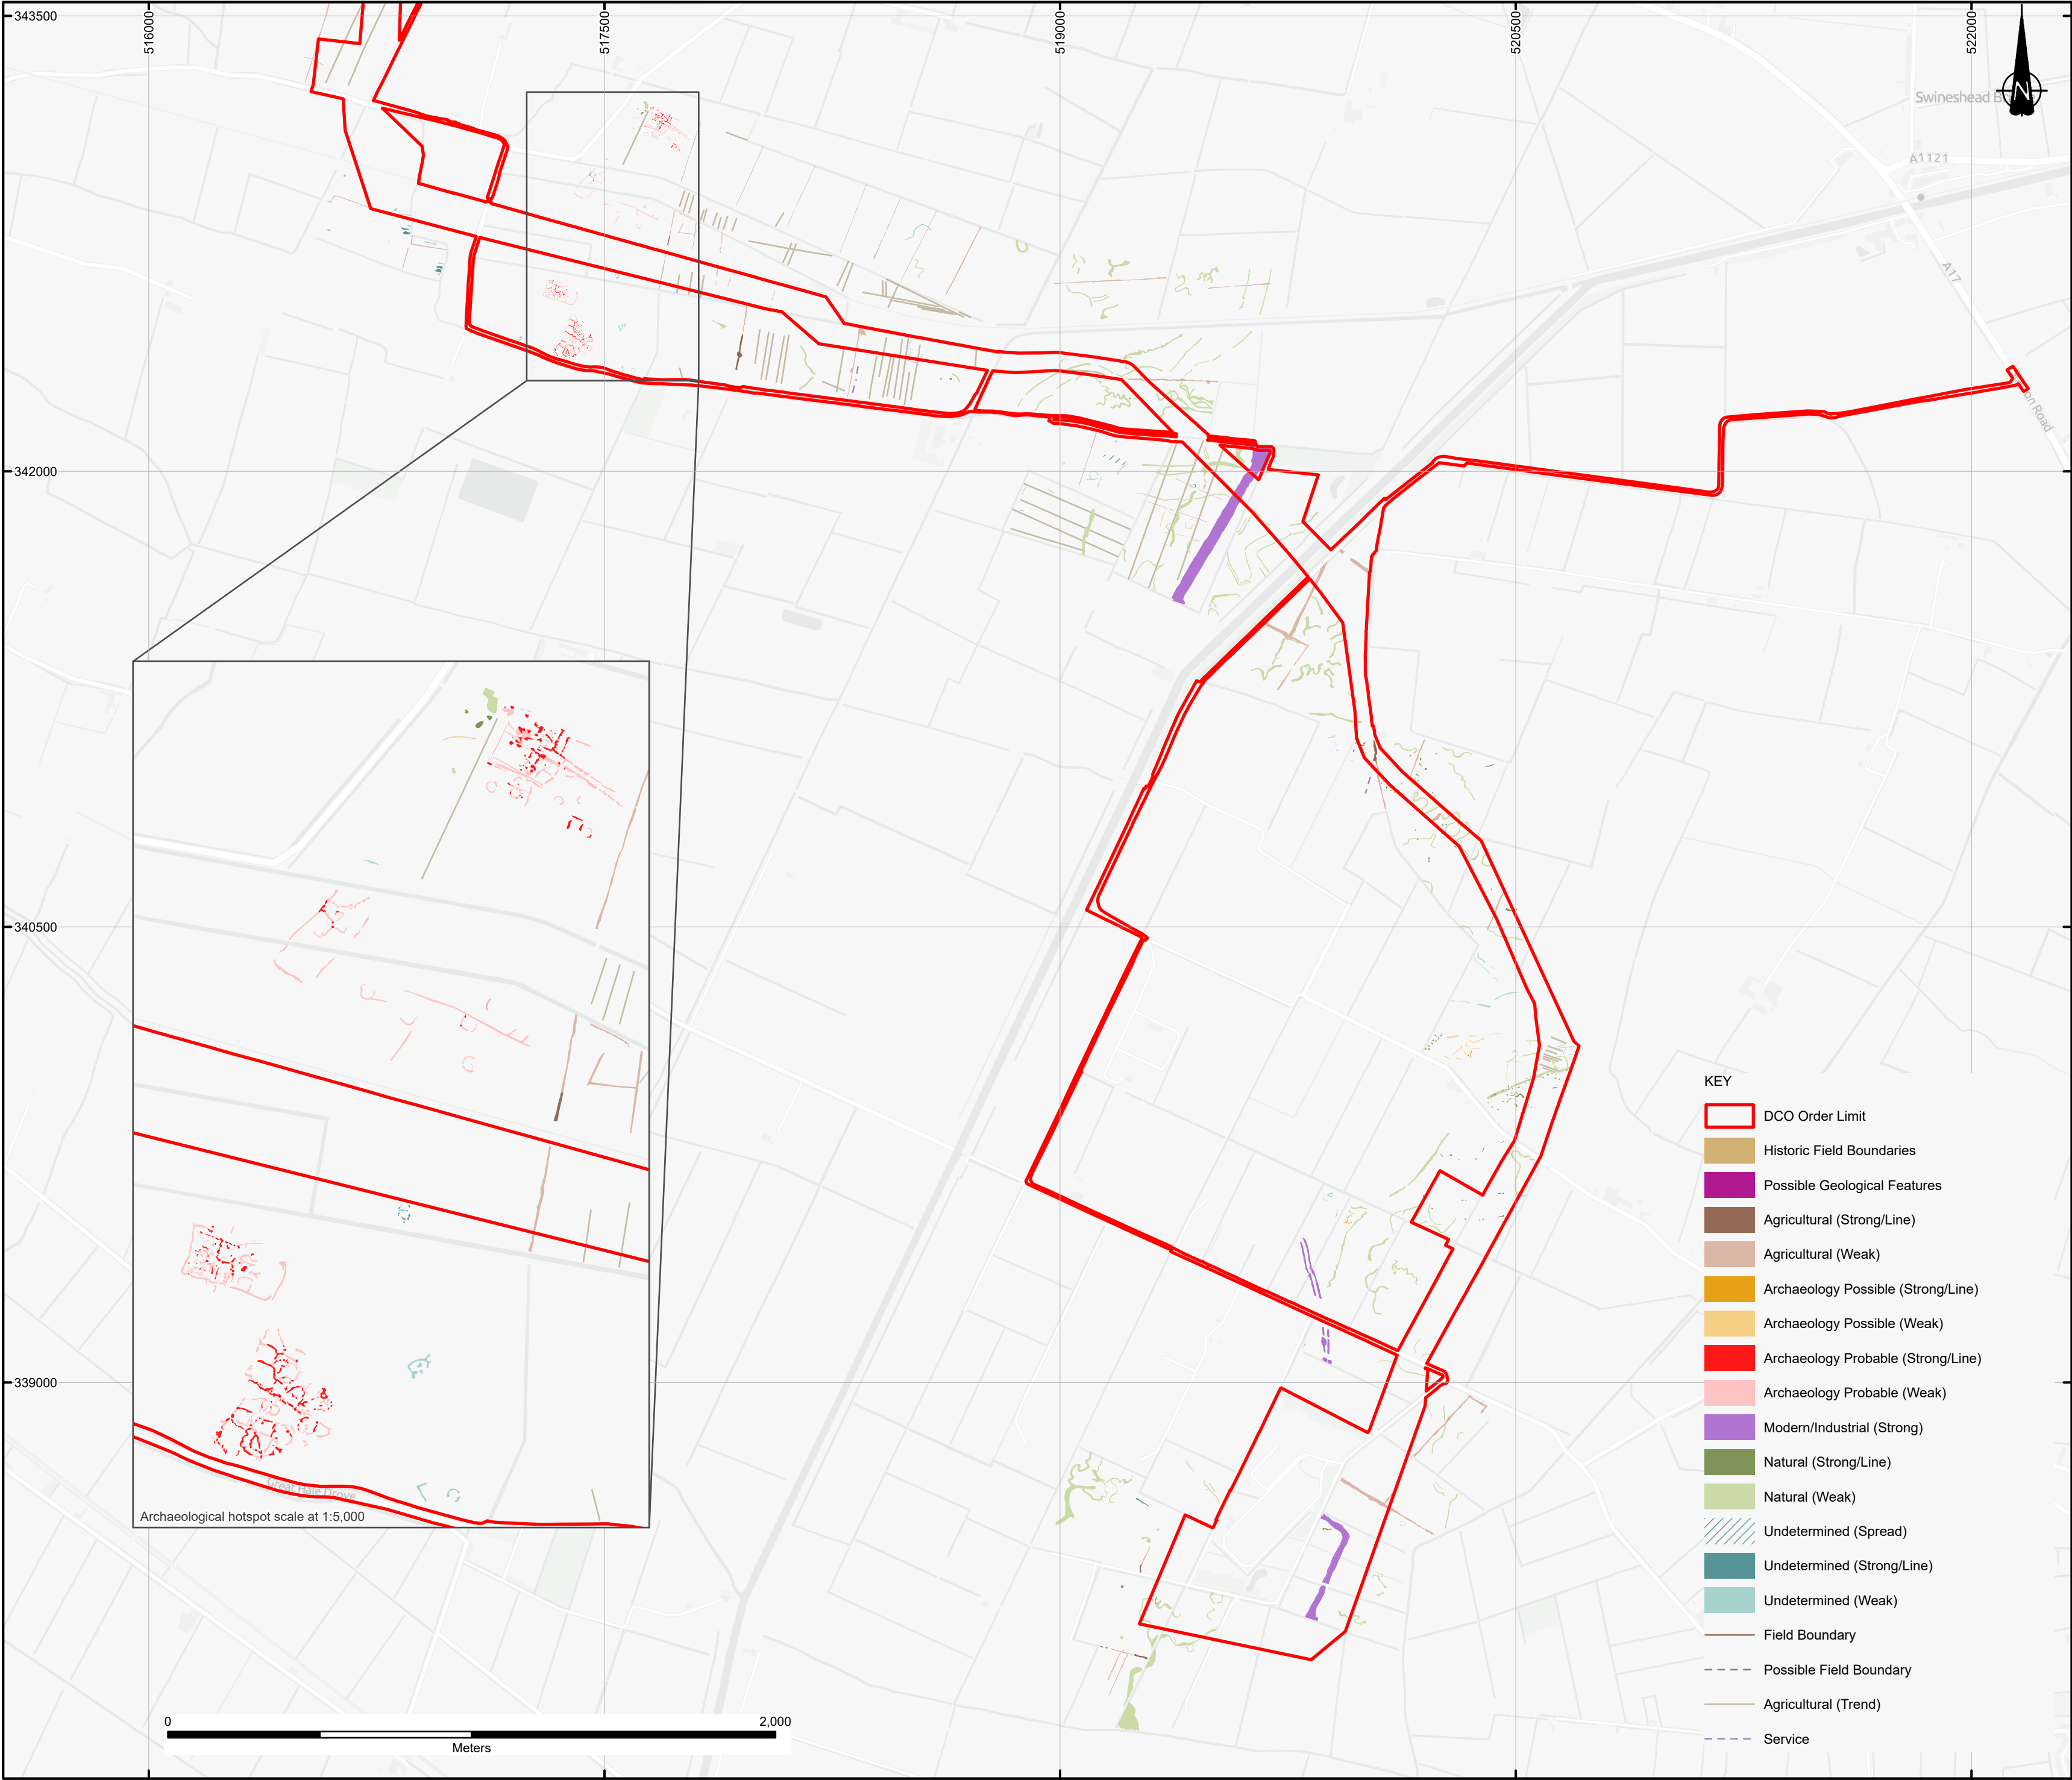 516000
517500
519000
520500
522000
343500
N
Swineshead B
A1121
A17
on Road
342000
340500
339000
Great Hale Drove
Archaeological hotspot scale at 1:5,000
KEY
DCO Order Limit
Historic Field Boundaries
Possible Geological Features
Agricultural (Strong/Line)
Agricultural (Weak)
Archaeology Possible (Strong/Line)
Archaeology Possible (Weak)
Archaeology Probable (Strong/Line)
Archaeology Probable (Weak)
Modern/Industrial (Strong)
Natural (Strong/Line)
Natural (Weak)
Undetermined (Spread)
Undetermined (Strong/Line)
Undetermined (Weak)
Field Boundary
Possible Field Boundary
Agricultural (Trend)
Service
0 2,000
Meters